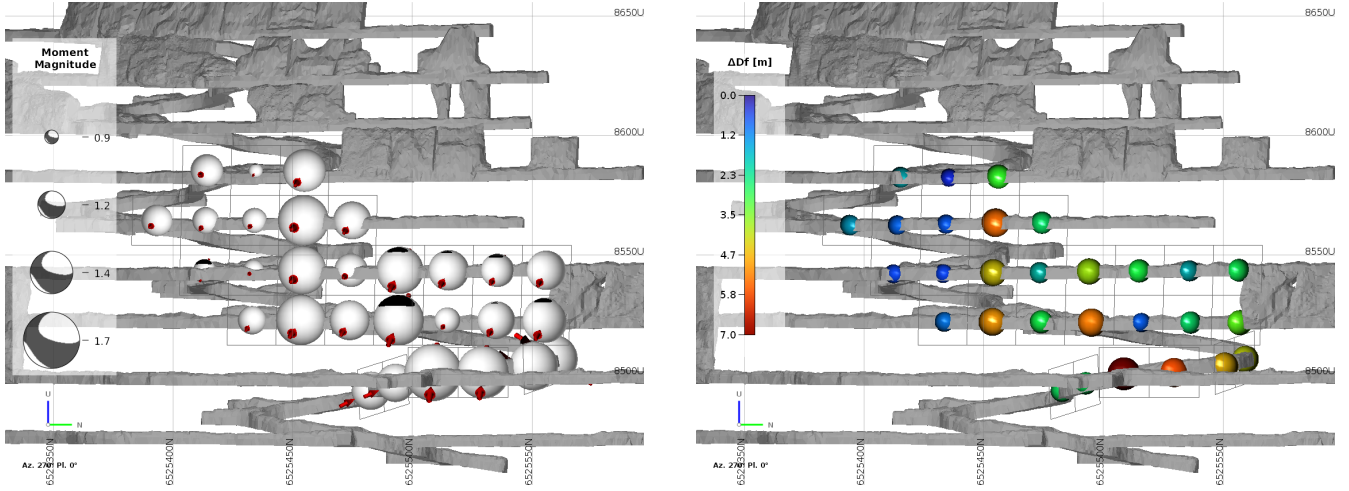 Moment
Magnitude
0.9
1.2
1.4
1.7
8650U
8600U
8550U
8500U
U
N
Az. 270° Pl. 0°
6525350N
6525400N
6525450N
6525500N
6525550N
ΔDf [m]
0.0
1.2
2.3
3.5
4.7
5.8
7.0
8650U
8600U
8550U
8500U
U
N
Az. 270° Pl. 0°
6525350N
6525400N
6525450N
6525500N
6525550N